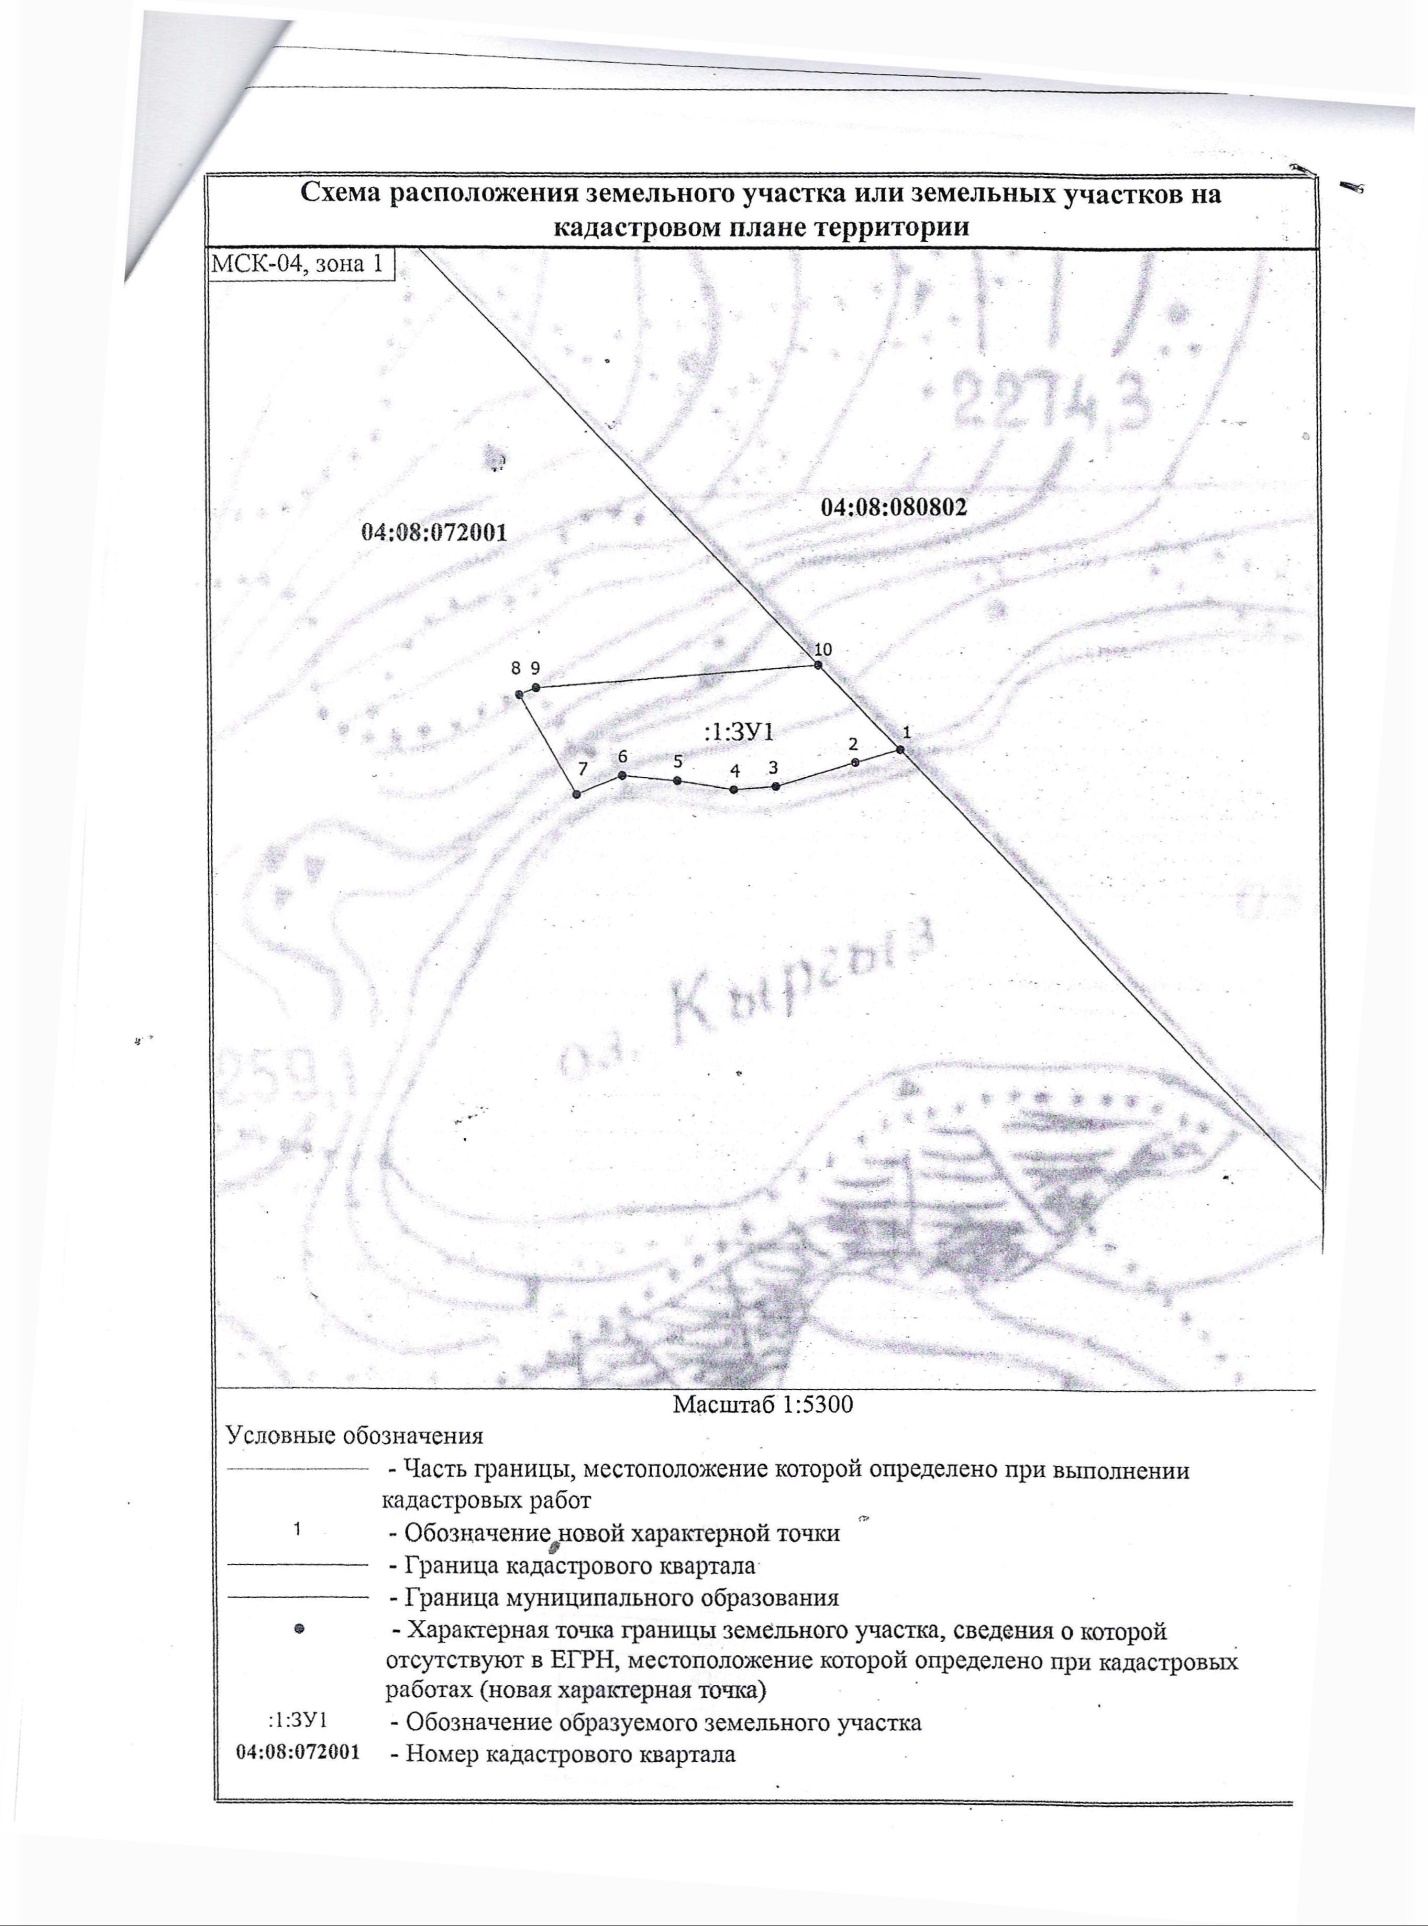 Схема расположения земельного участка или земельных участков на
кадастровом плане территории
МСК-04, зона 1
2274,3
04:08:080802
04:08:072001
10
8 9
:1:ЗУ1
1
2
6
5
7
4
3
оз. Кыргыз
259,1
Масштаб 1:5300
Условные обозначения
- Часть границы, местоположение которой определено при выполнении
кадастровых работ
1 - Обозначение новой характерной точки
- Граница кадастрового квартала
- Граница муниципального образования
- Характерная точка границы земельного участка, сведения о которой
отсутствуют в ЕГРН, местоположение которой определено при кадастровых
работах (новая характерная точка)
:1:ЗУ1 - Обозначение образуемого земельного участка
04:08:072001 - Номер кадастрового квартала